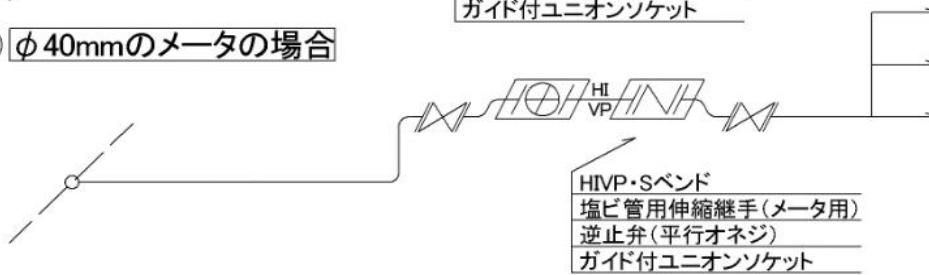 ガイド付ユニオンソケット
φ40mmのメータの場合
HI
VP
HIVP・Sベンド
塩ビ管用伸縮継手(メータ用)
逆止弁(平行オネジ)
ガイド付ユニオンソケット